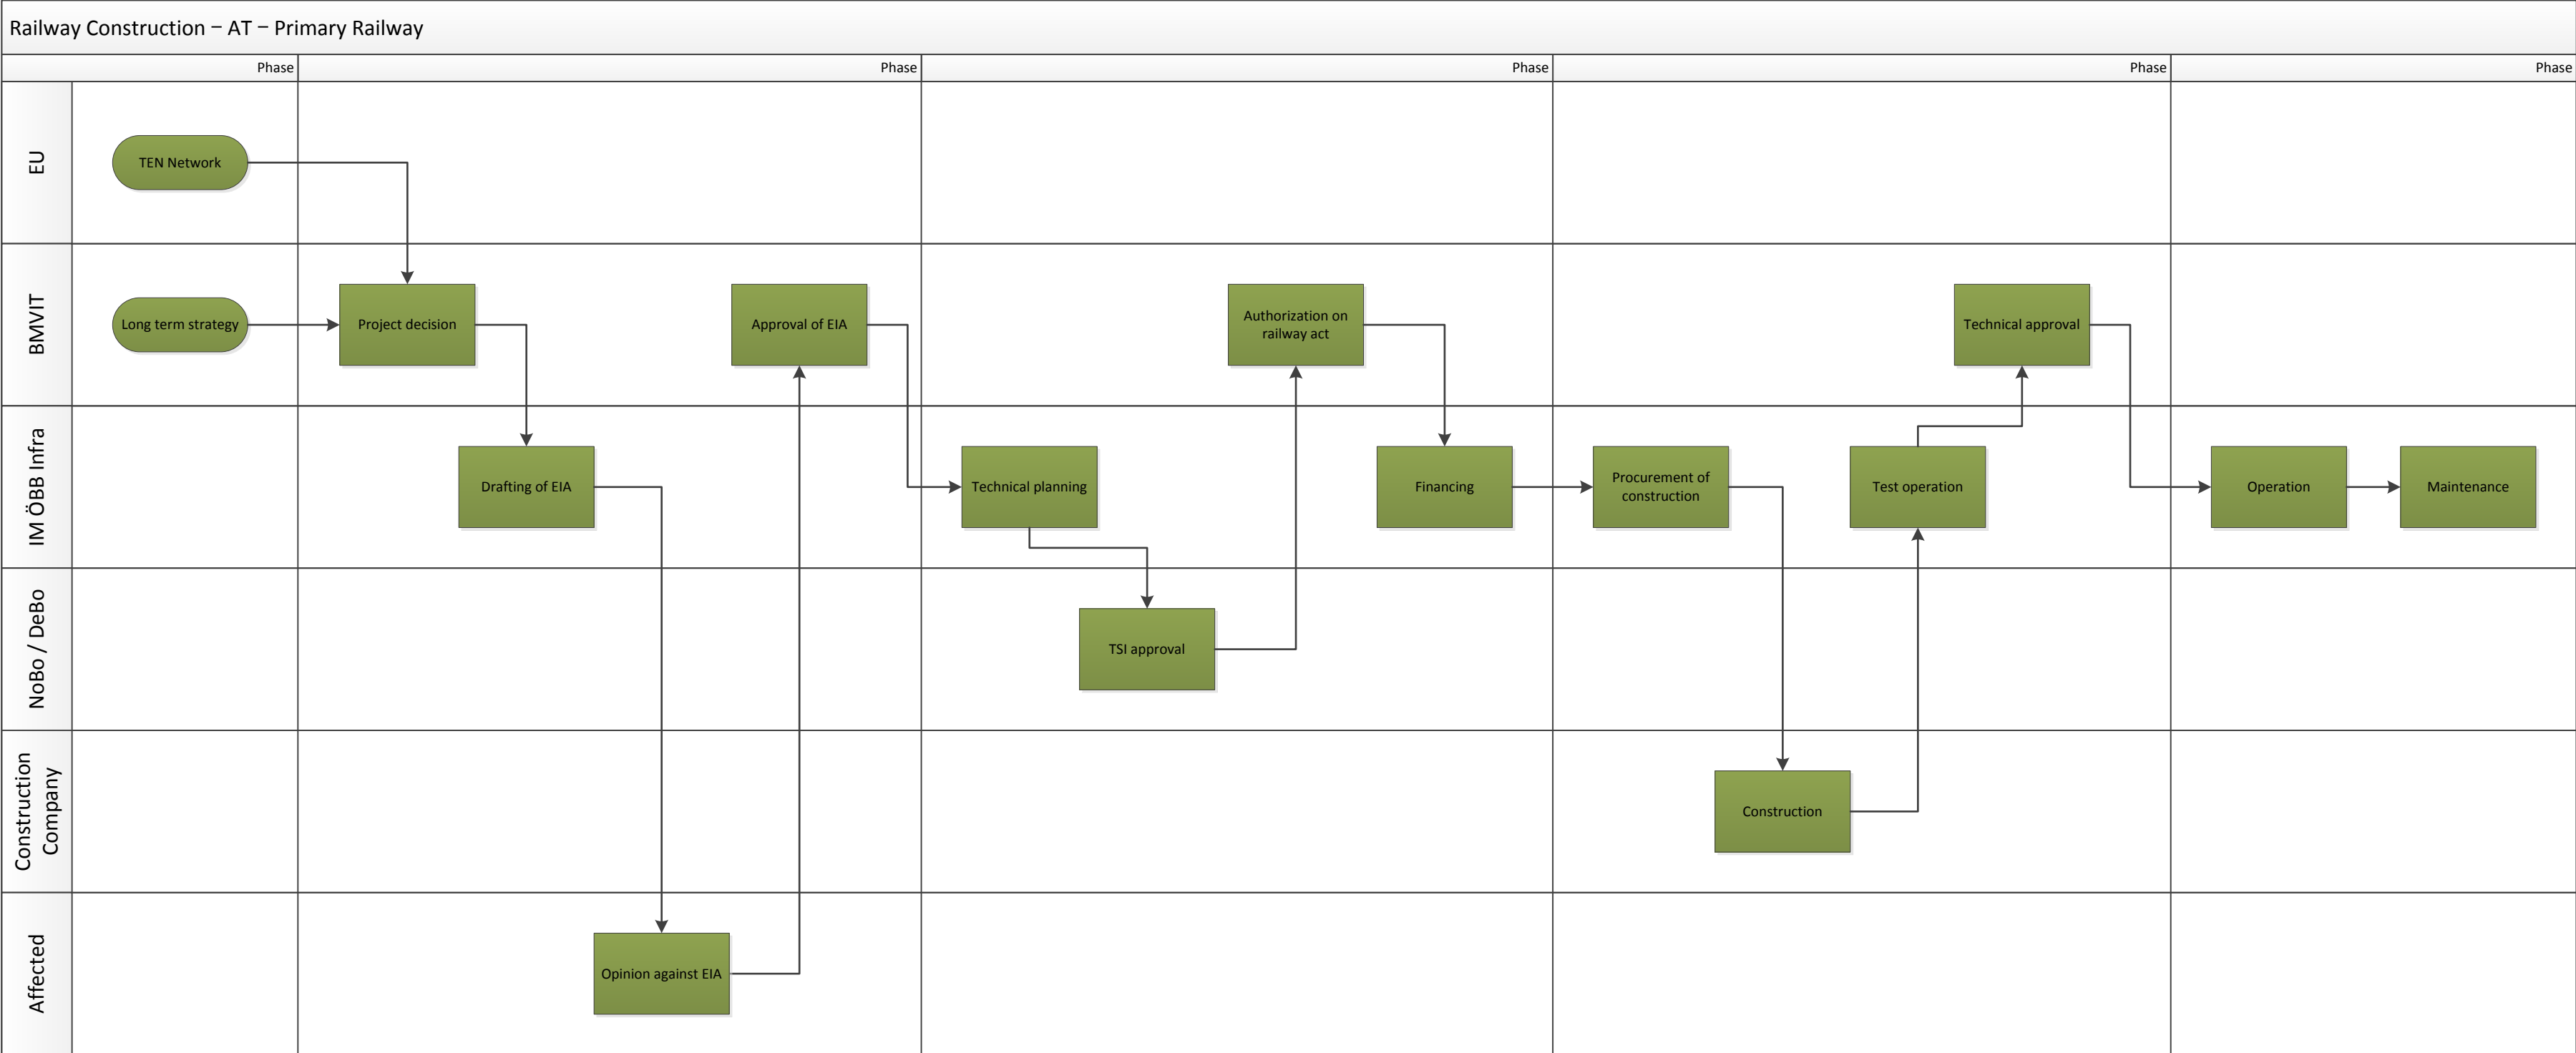 Railway Construction – AT – Primary Railway
Phase
Phase
Phase
Phase
Phase
EU
TEN Network
BMVIT
Long term strategy
Project decision
Approval of EIA
Authorization on
railway act
Technical approval
IM ÖBB Infra
Drafting of EIA
Technical planning
Financing
Procurement of
construction
Test operation
Operation
Maintenance
NoBo / DeBo
TSI approval
Construction
Company
Construction
Affected
Opinion against EIA